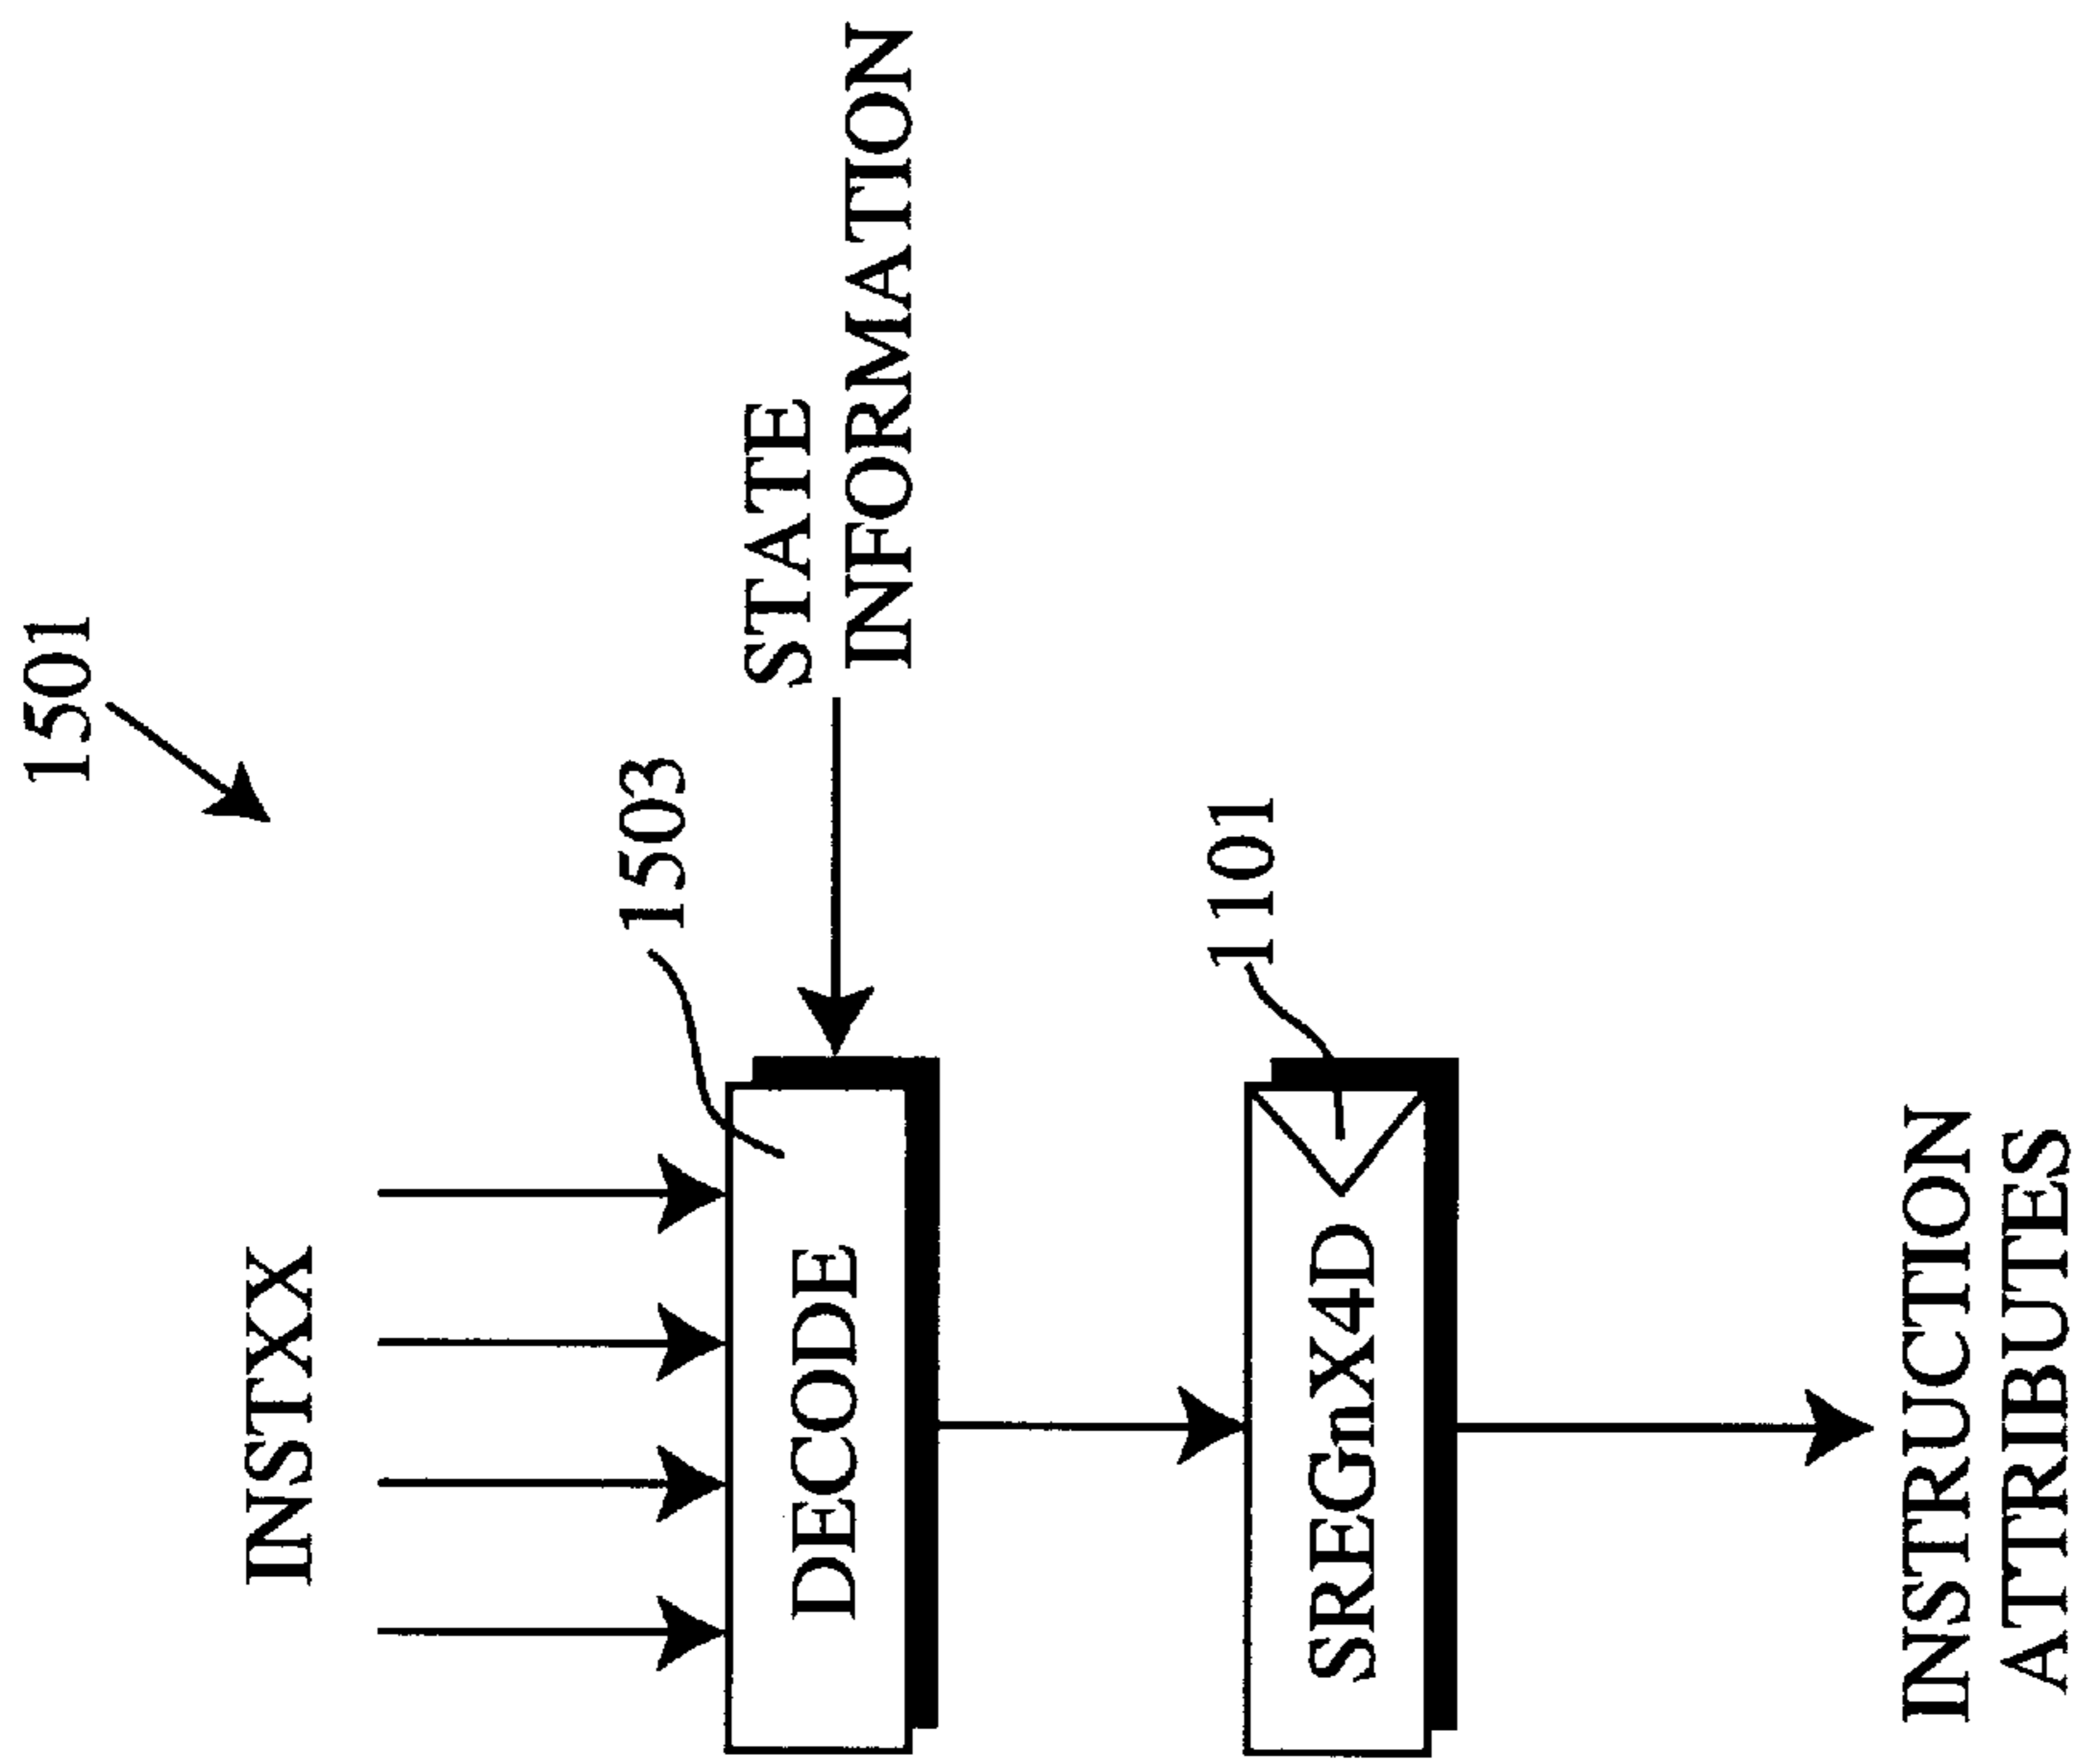 1501
INSTXX
1503
STATE
INFORMATION
DECODE
1101
SREGnX4D
INSTRUCTION
ATTRIBUTES